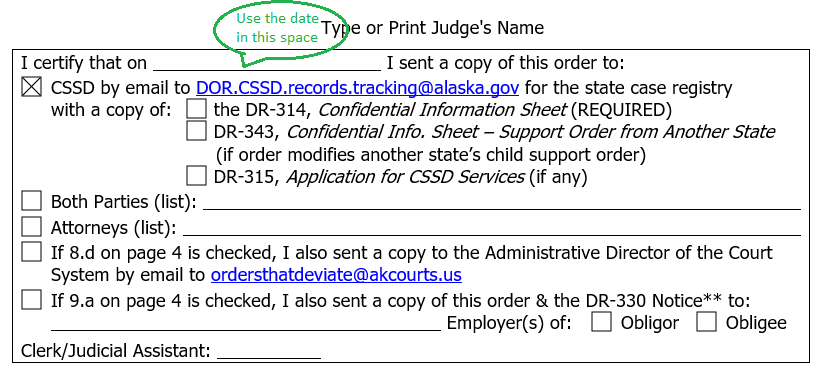 Use the date
in this space
Type or Print Judge's Name
I certify that on ______________________ I sent a copy of this order to:
CSSD by email to DOR.CSSD.records.tracking@alaska.gov for the state case registry
with a copy of: the DR-314, Confidential Information Sheet (REQUIRED)
DR-343, Confidential Info. Sheet – Support Order from Another State
(if order modifies another state’s child support order)
DR-315, Application for CSSD Services (if any)
Both Parties (list): ______________________
Attorneys (list): ______________________
If 8.d on page 4 is checked, I also sent a copy to the Administrative Director of the Court
System by email to ordersthatdeviate@akcourts.us
If 9.a on page 4 is checked, I also sent a copy of this order & the DR-330 Notice** to:
______________________ Employer(s) of: Obligor Obligee
Clerk/Judicial Assistant: __________